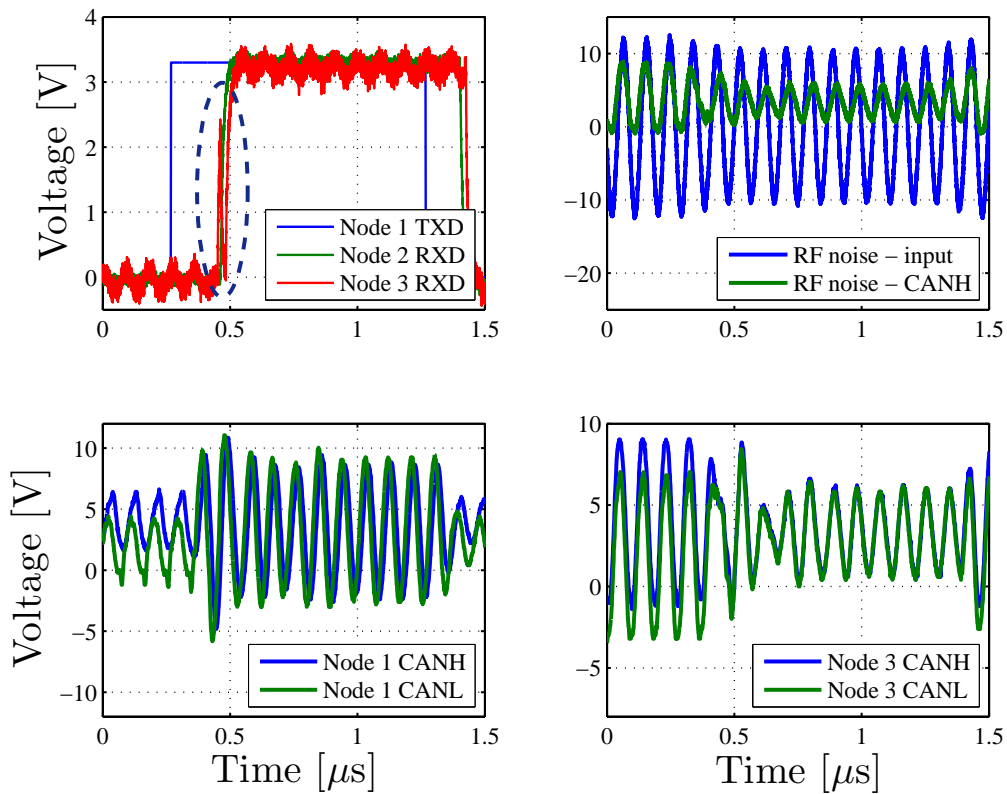 4
3
2
1
0
Voltage [V]
0
0.5
1
1.5
Node 1 TXD
Node 2 RXD
Node 3 RXD
10
0
−10
−20
0
0.5
1
1.5
RF noise − input
RF noise − CANH
10
5
0
−5
−10
Voltage [V]
0
0.5
1
1.5
Time [μs]
Node 1 CANH
Node 1 CANL
10
5
0
−5
0
0.5
1
1.5
Time [μs]
Node 3 CANH
Node 3 CANL